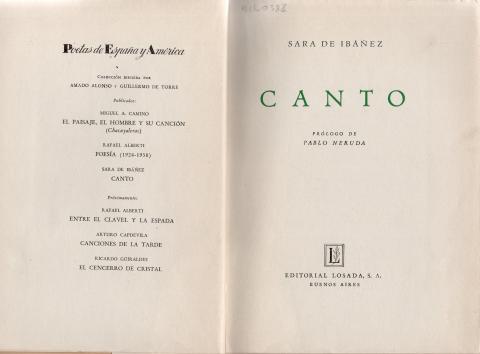 Poetas de España y América
COLECCIÓN DIRIGIDA POR
AMADO ALONSO Y GUILLERMO DE TORRE
Publicados:
MIGUEL A. CAMINO
EL PAISAJE, EL HOMBRE Y SU CANCIÓN
(Chacayaleras)
RAFAEL ALBERTI
POESÍA (1924-1938)
SARA DE IBÁÑEZ
CANTO
Próximamente:
RAFAEL ALBERTI
ENTRE EL CLAVEL Y LA ESPADA
ARTURO CAPDEVILA
CANCIONES DE LA TARDE
RICARDO GÜIRALDES
EL CENCERRO DE CRISTAL
SARA DE IBÁÑEZ
CANTO
PRÓLOGO DE
PABLO NERUDA
L
EDITORIAL LOSADA, S. A.
BUENOS AIRES